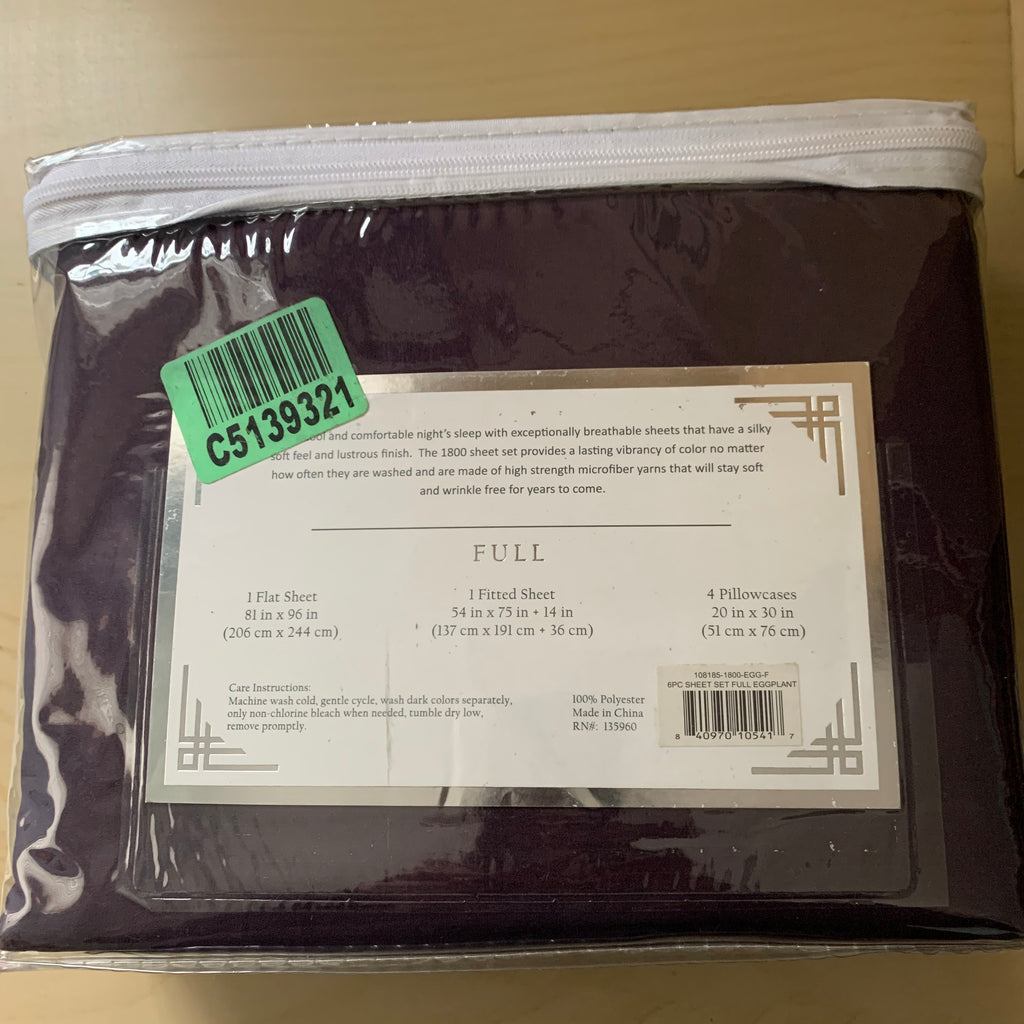 C5139321
and comfortable night's sleep with exceptionally breathable sheets that have a silky
soft feel and lustrous finish. The 1800 sheet set provides a lasting vibrancy of color no matter
how often they are washed and are made of high strength microfiber yarns that will stay soft
and wrinkle free for years to come.
FULL
1 Flat Sheet
81 in x 96 in
(206 cm x 244 cm)
1 Fitted Sheet
54 in x 75 in + 14 in
(137 cm x 191 cm + 36 cm)
4 Pillowcases
20 in x 30 in
(51 cm x 76 cm)
Care Instructions:
Machine wash cold, gentle cycle, wash dark colors separately,
only non-chlorine bleach when needed, tumble dry low,
remove promptly.
100% Polyester
Made in China
RN#: 135960
108185-1800-EGG-F
6PC SHEET SET FULL EGGPLANT
8 40970 10541 7